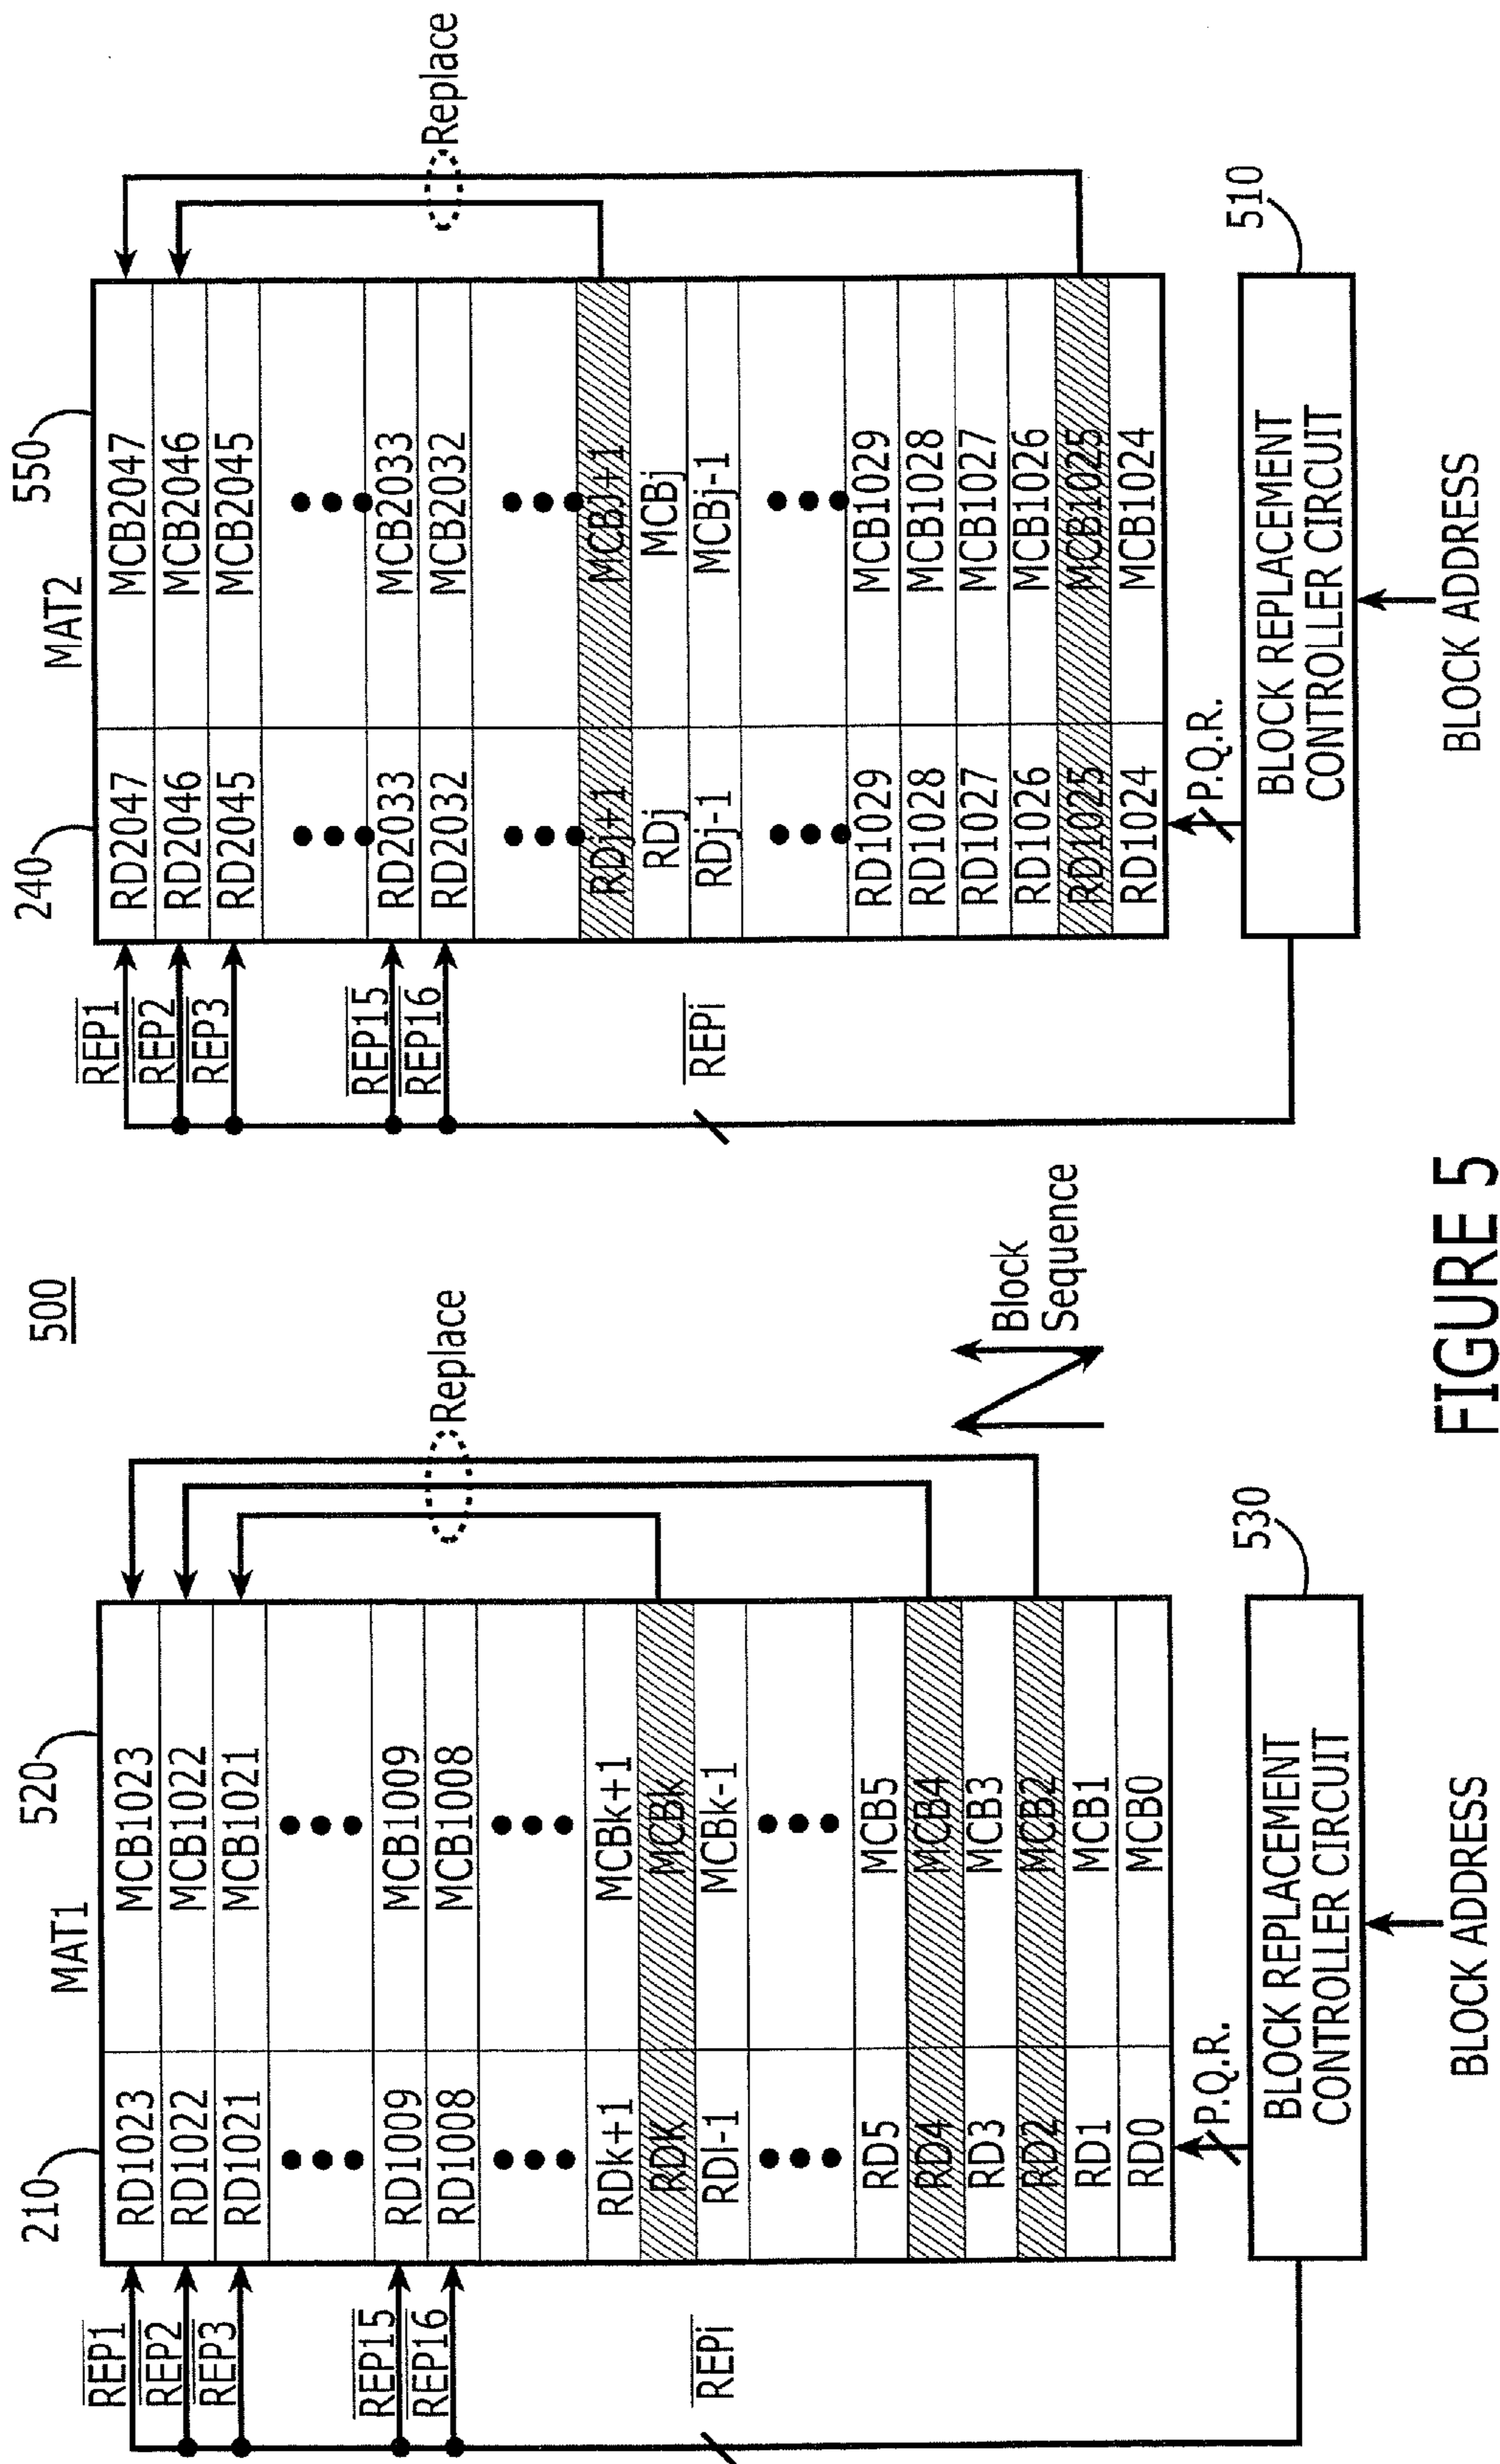 500
MAT1
210
520
REP1
REP2
REP3
REP15
REP16
REPi
RD1023 MCB1023
RD1022 MCB1022
RD1021 MCB1021
RD1009 MCB1009
RD1008 MCB1008
RDk+1 MCBk+1
RDK MCBk
RDl-1 MCBk-1
RD5 MCB5
RD4 MCB4
RD3 MCB3
RD2 MCB2
RD1 MCB1
RD0 MCB0
Replace
P.Q.R.
530
BLOCK REPLACEMENT
CONTROLLER CIRCUIT
BLOCK ADDRESS
Block
Sequence
MAT2
240
550
REP1
REP2
REP3
REP15
REP16
REPi
RD2047 MCB2047
RD2046 MCB2046
RD2045 MCB2045
RD2033 MCB2033
RD2032 MCB2032
RDj+1 MCBj+1
RDj MCBj
RDj-1 MCBj-1
RD1029 MCB1029
RD1028 MCB1028
RD1027 MCB1027
RD1026 MCB1026
RD1025 MCB1025
RD1024 MCB1024
Replace
P.Q.R.
510
BLOCK REPLACEMENT
CONTROLLER CIRCUIT
BLOCK ADDRESS
FIGURE 5